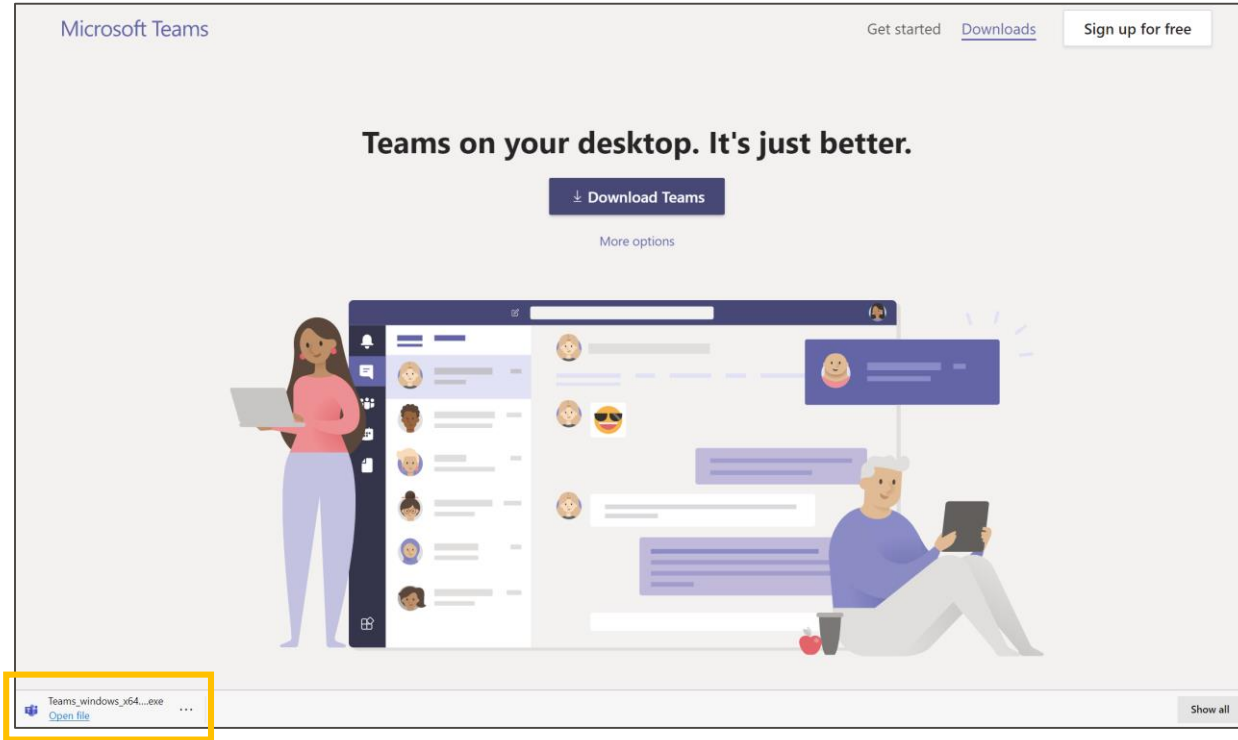 Microsoft Teams
Get started Downloads Sign up for free
Teams on your desktop. It's just better.
Download Teams
More options
Teams_windows_x64....exe
Open file
Show all